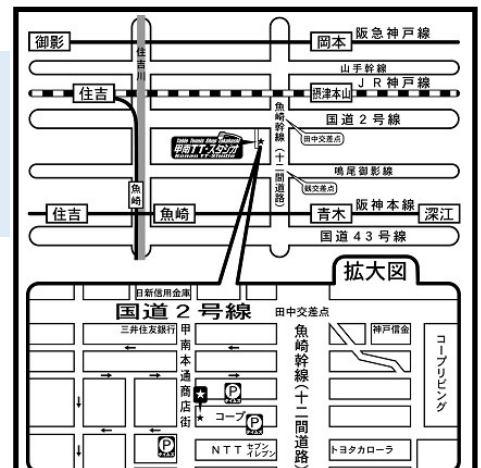 御影
岡本
阪急神戸線
住吉川
山手幹線
JR神戸線
住吉
摂津本山
国道2号線
魚崎幹線(十二間道路)
田中交差点
Table Tennis Shop Takahashi
甲南TT・スタジオ
Konan TT-Studio
鳴尾御影線
魚崎
阪神本線
住吉
魚崎
青木
深江
国道43号線
拡大図
日新信用金庫
国道2号線
田中交差点
三井住友銀行
甲南本通商店街
魚崎幹線(十二間道路)
神戸信金
コープリビング
P
コープ
P
P
NTT
セブンイレブン
トヨタカローラ